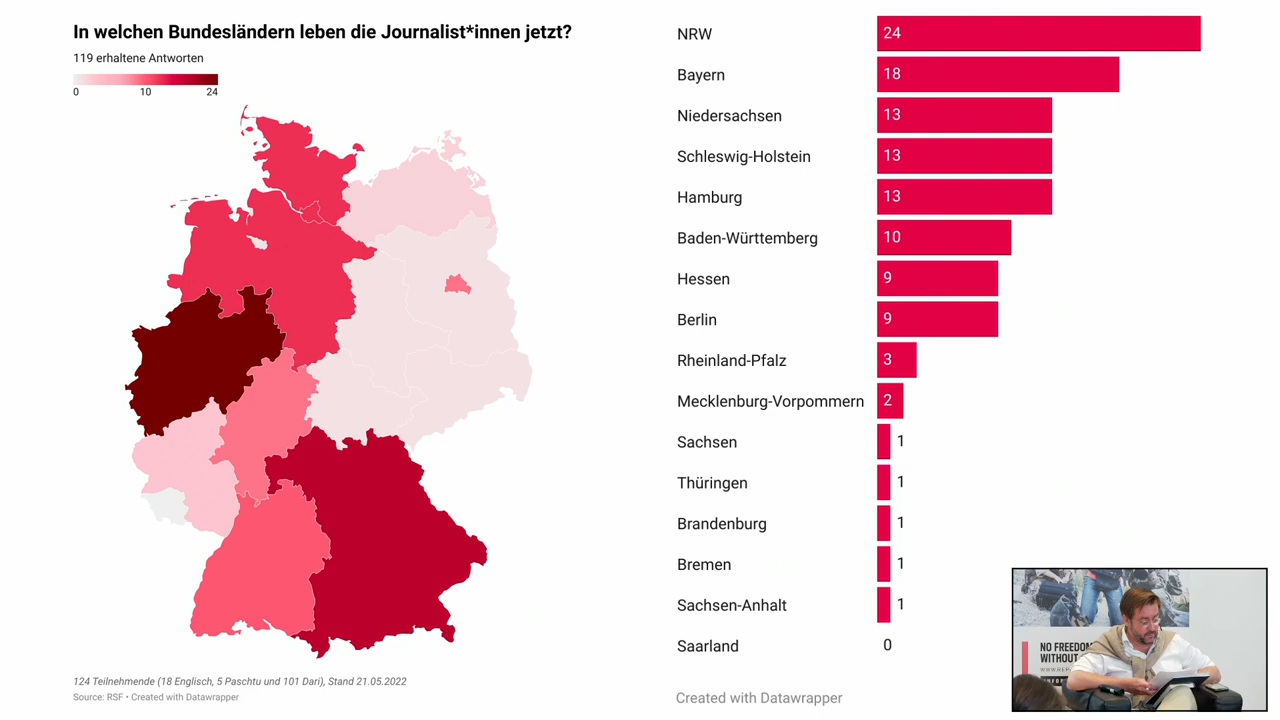 In welchen Bundesländern leben die Journalist*innen jetzt?
119 erhaltene Antworten
0 10 24
124 Teilnehmende (18 Englisch, 5 Paschtu und 101 Dari), Stand 21.05.2022
Source: RSF • Created with Datawrapper
NRW 24
Bayern 18
Niedersachsen 13
Schleswig-Holstein 13
Hamburg 13
Baden-Württemberg 10
Hessen 9
Berlin 9
Rheinland-Pfalz 3
Mecklenburg-Vorpommern 2
Sachsen 1
Thüringen 1
Brandenburg 1
Bremen 1
Sachsen-Anhalt 1
Saarland 0
Created with Datawrapper
NO FREEDOM
WITHOUT